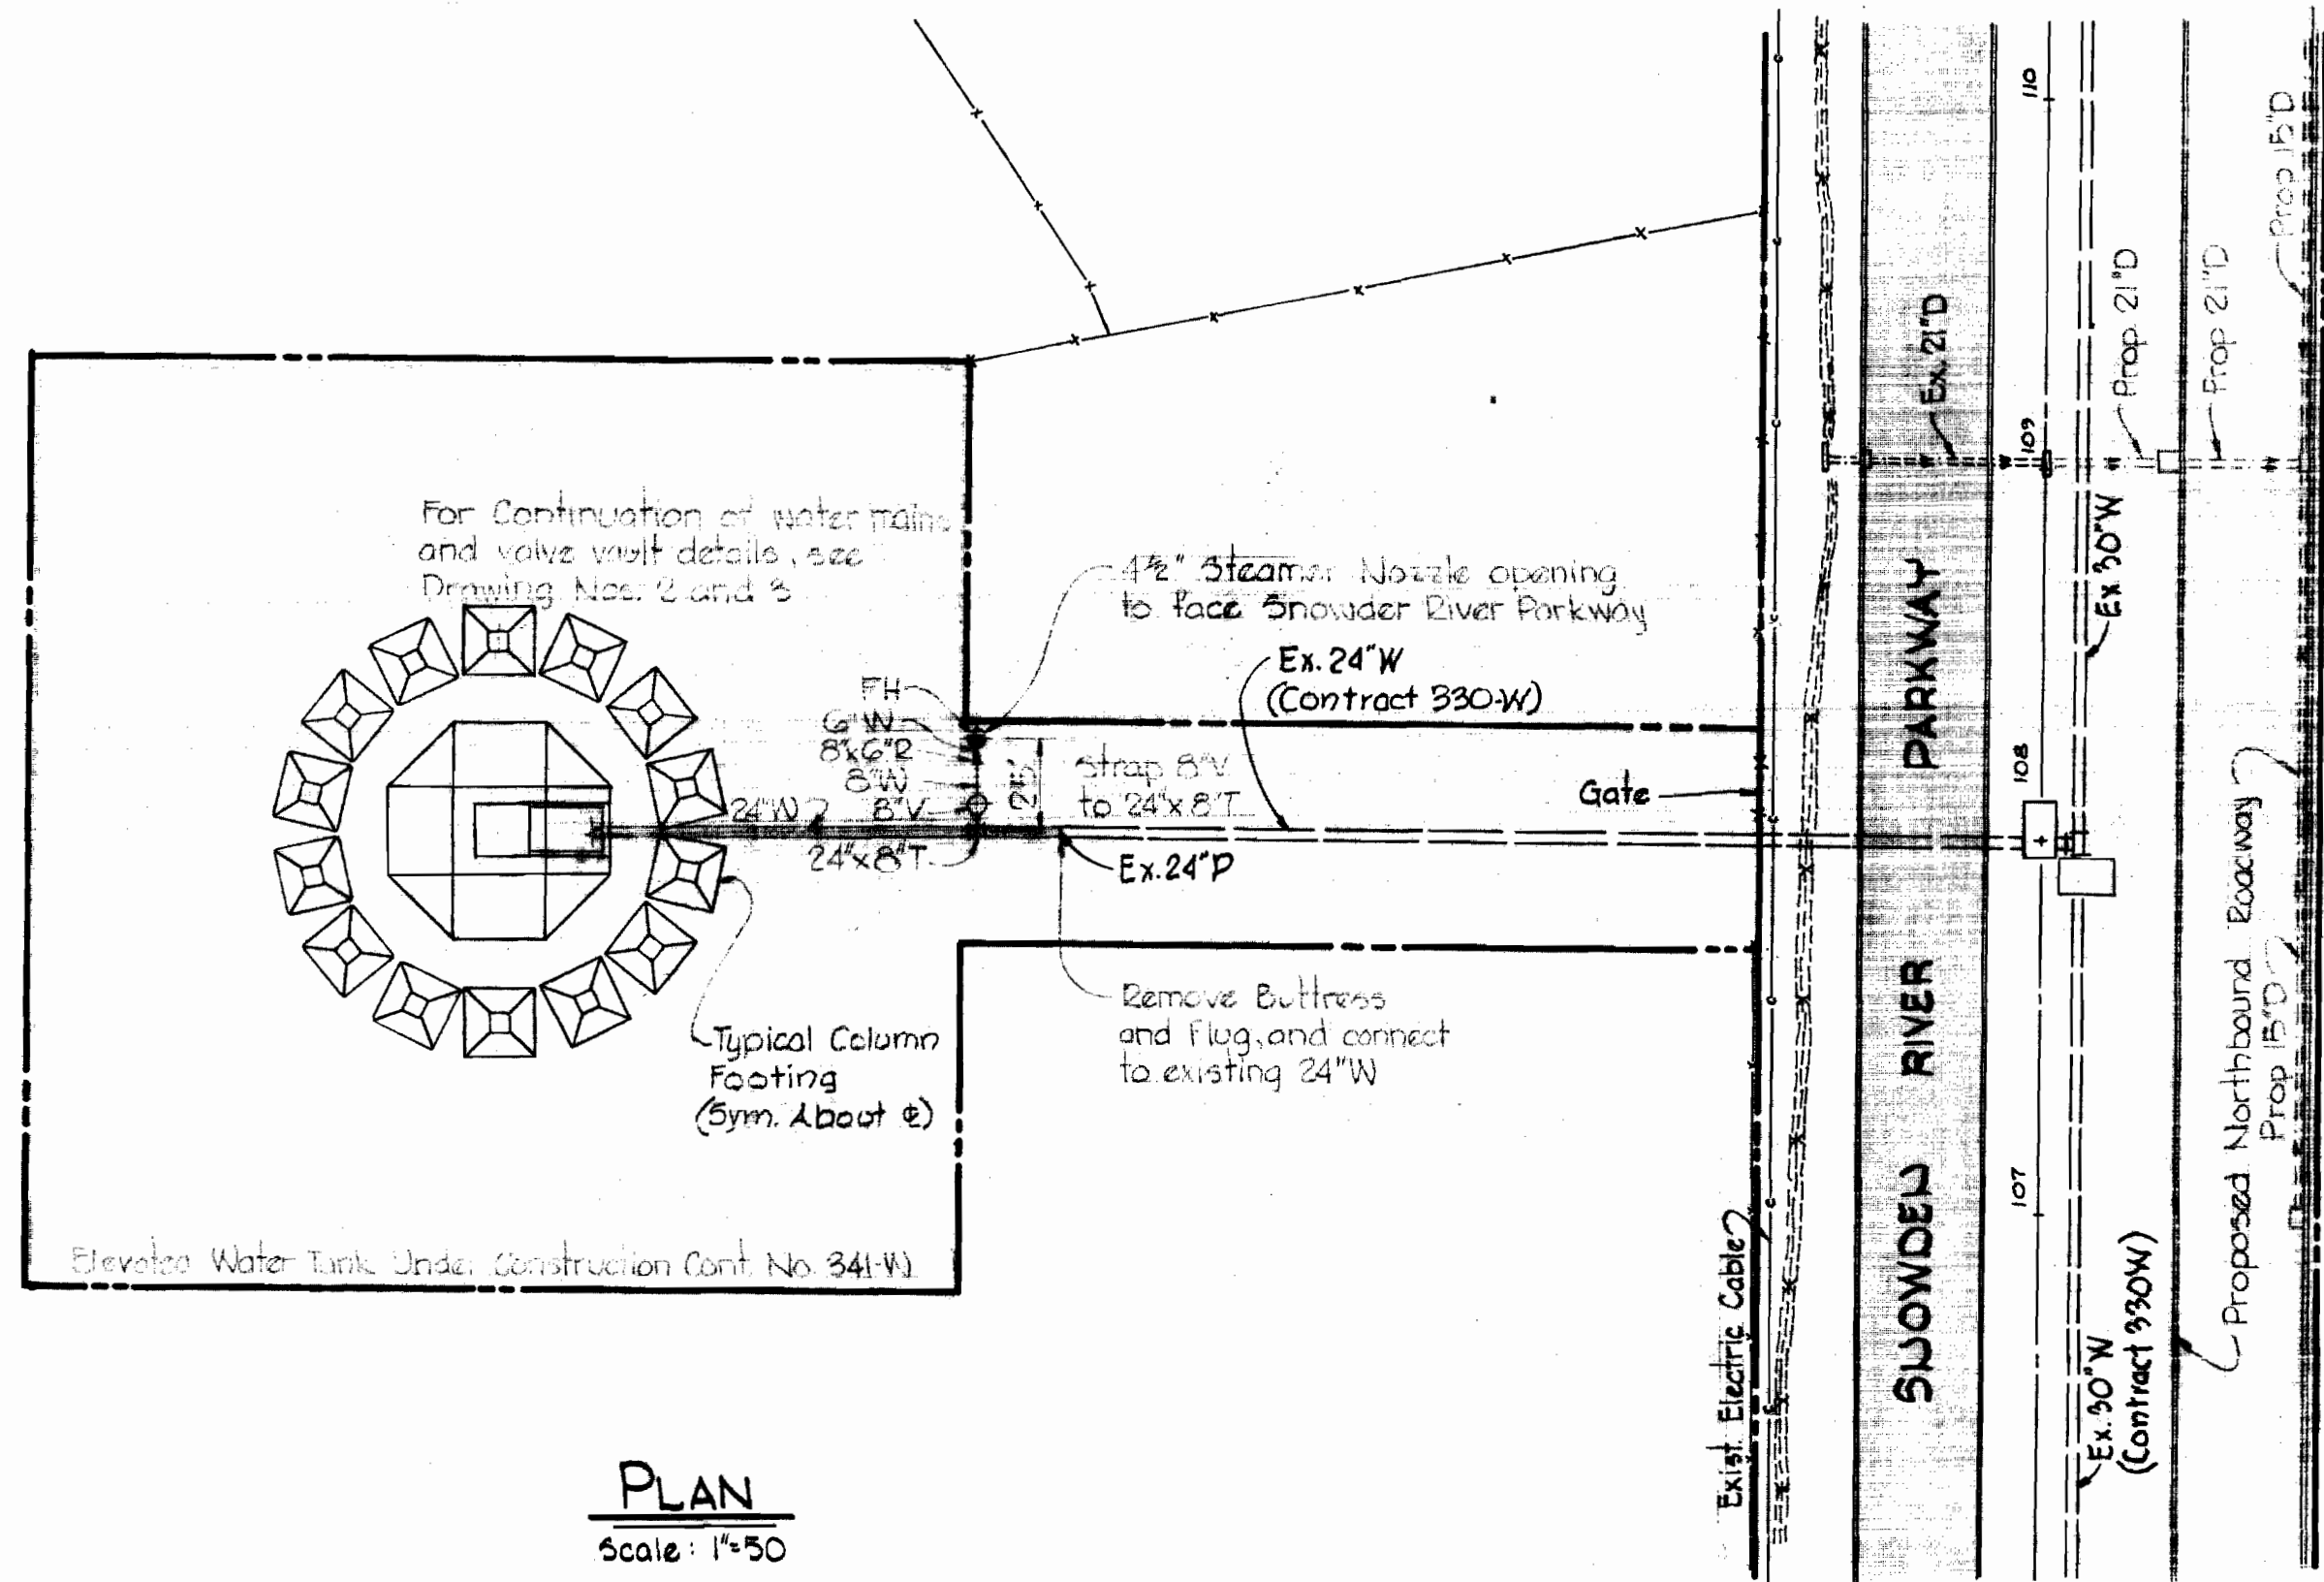 For Continuation of water mains
and valve vault details, see
Drawing Nos. 2 and 3
4½" Steamer Nozzle opening
to face Snowden River Parkway
Ex. 24"W
(Contract 330-W)
FH
6"W
8"x6"R
8"W
8"V
24"W
24"x8"T
Strap 8"V
to 24"x8"T
Ex. 24"P
Gate
Remove Buttress
and Plug, and connect
to existing 24"W
Typical Column
Footing
(Sym. About ℄)
Elevated Water Tank Under Construction Cont. No. 341-W
PLAN
Scale: 1"=50
Exist. Electric Cable
SNOWDEN RIVER PARKWAY
Ex. 21"D
110
109
108
107
Ex 30"W
Ex. 30"W
(Contract 330W)
Prop 21"D
Prop 21"D
Prop 15"D
Proposed Northbound Roadway
Prop 15"D